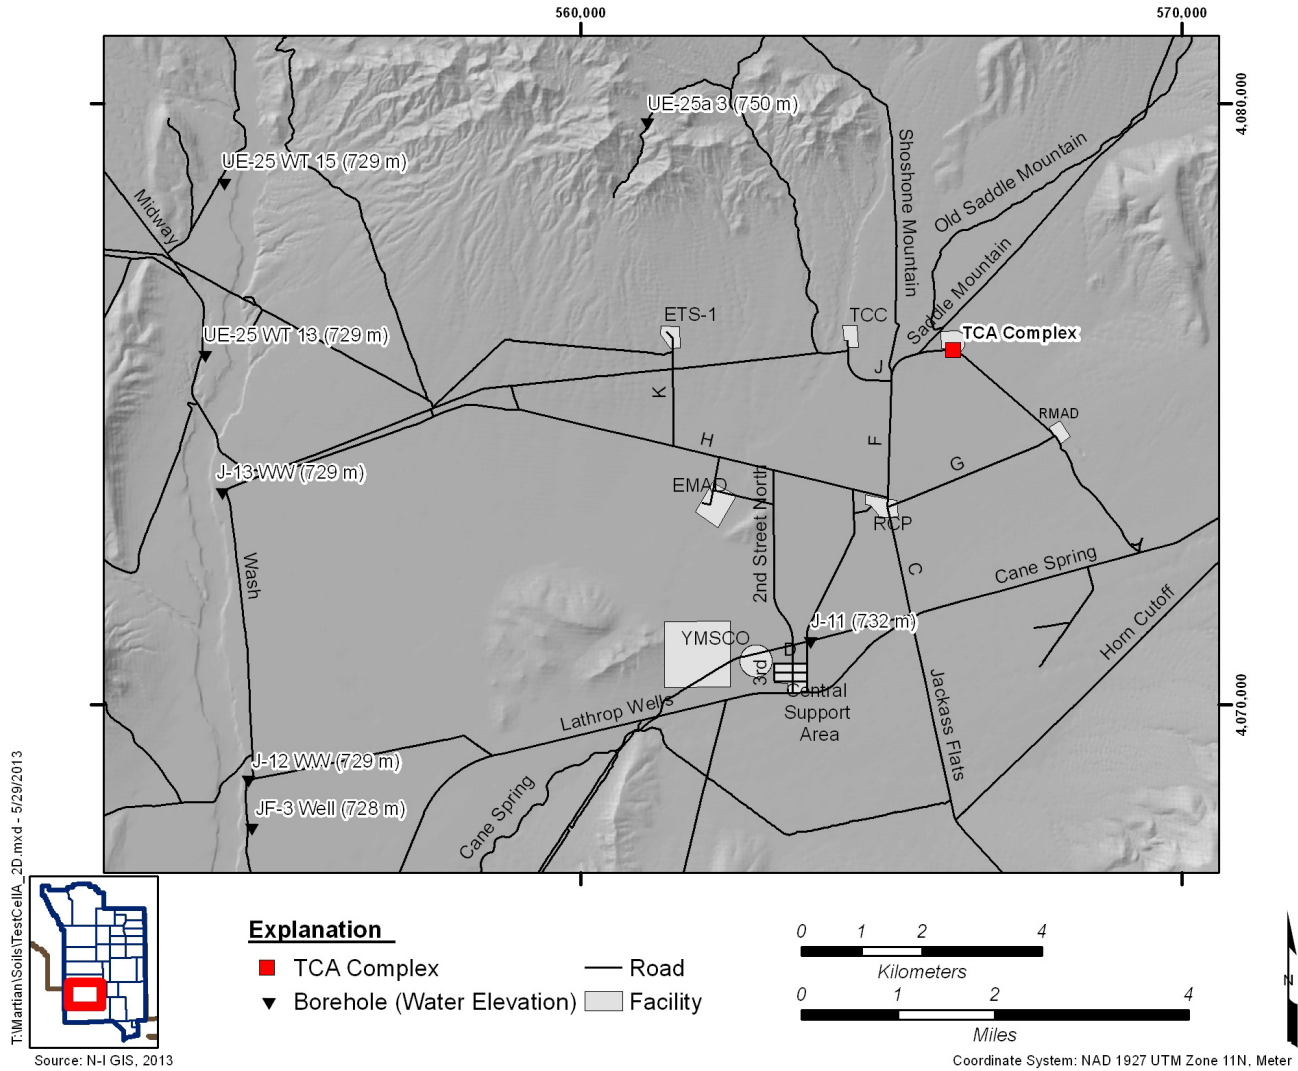 560,000
570,000
4,080,000
4,070,000
UE-25a 3 (750 m)
UE-25 WT 15 (729 m)
Midway
Shoshone Mountain
Old Saddle Mountain
Saddle Mountain
ETS-1
TCC
TCA Complex
UE-25 WT 13 (729 m)
J
K
RMAD
F
H
G
J-13 WW (729 m)
EMAD
2nd Street North
RCP
Wash
C
Cane Spring
Horn Cutoff
J-11 (732 m)
YMSCO
D
3rd
Central
Support
Area
Lathrop Wells
Jackass Flats
J-12 WW (729 m)
JF-3 Well (728 m)
Cane Spring
T:\Martian\Soils\TestCellA_2D.mxd - 5/29/2013
Explanation
TCA Complex
Road
Borehole (Water Elevation)
Facility
0 1 2 4
Kilometers
0 1 2 4
Miles
N
Source: N-I GIS, 2013
Coordinate System: NAD 1927 UTM Zone 11N, Meter